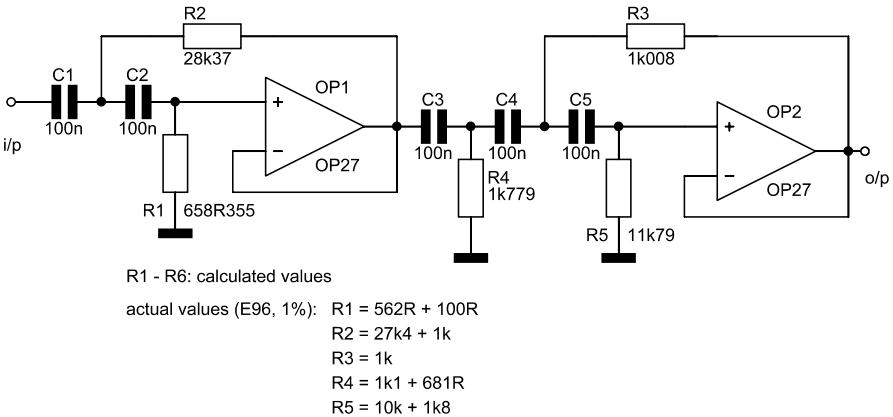 R2
28k37
R3
1k008
C1
100n
C2
100n
OP1
+
−
OP27
i/p
R1 658R355
C3
100n
C4
100n
C5
100n
R4
1k779
OP2
+
−
OP27
o/p
R5 11k79
R1 - R6: calculated values
actual values (E96, 1%): R1 = 562R + 100R
R2 = 27k4 + 1k
R3 = 1k
R4 = 1k1 + 681R
R5 = 10k + 1k8